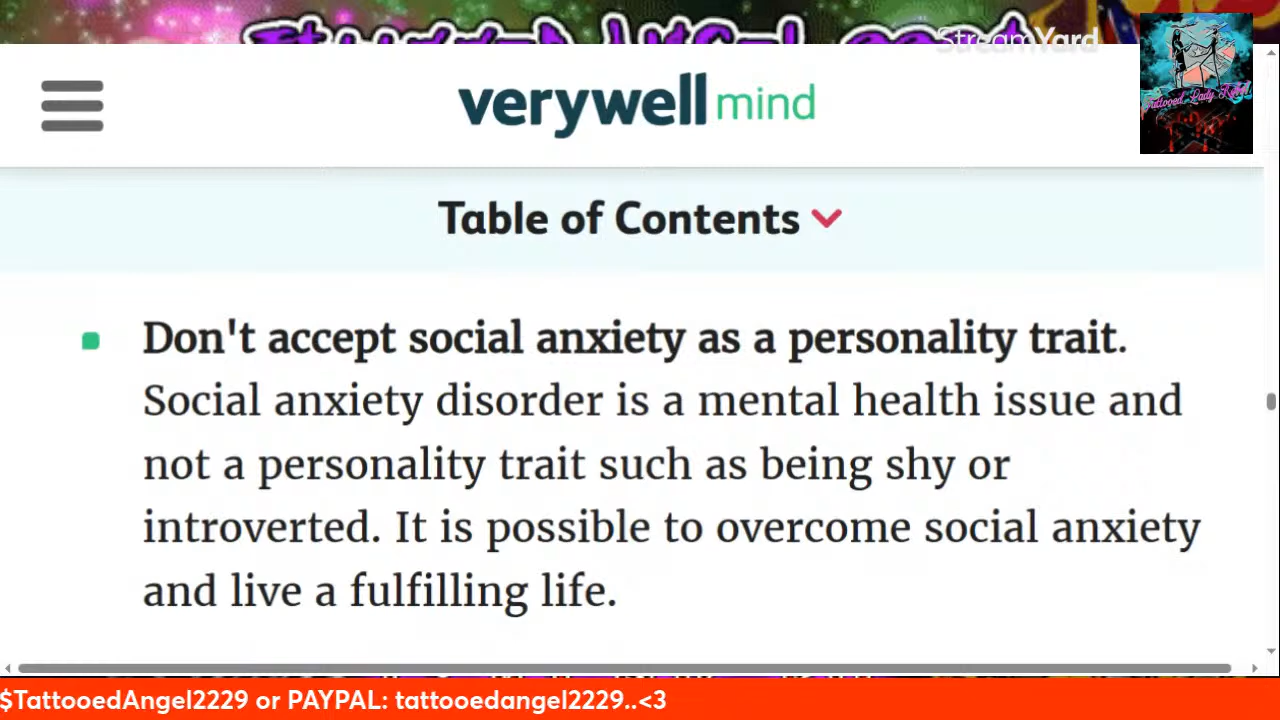 StreamYard
verywell mind
Table of Contents
Don't accept social anxiety as a personality trait.
Social anxiety disorder is a mental health issue and
not a personality trait such as being shy or
introverted. It is possible to overcome social anxiety
and live a fulfilling life.
$TattooedAngel2229 or PAYPAL: tattooedangel2229..<3